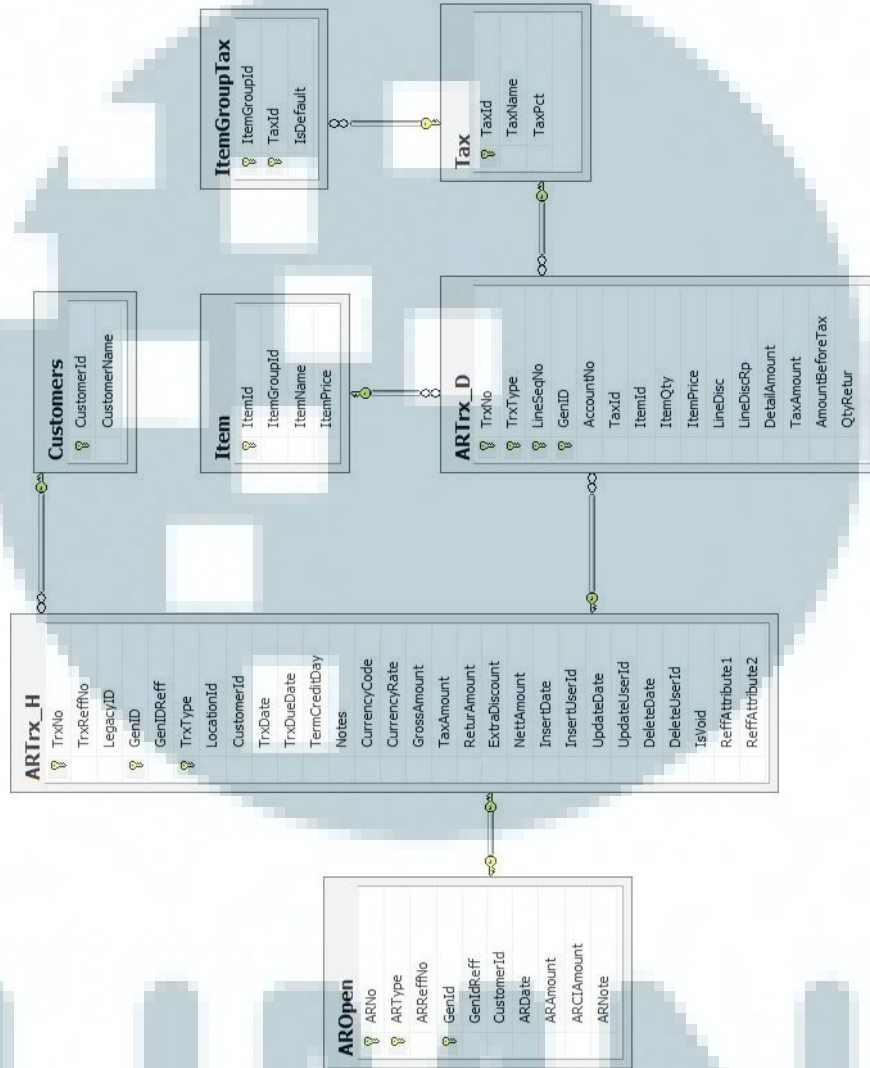 AROpen
ARNo
ARType
ARReffNo
GenId
GenIdReff
CustomerId
ARDate
ARAmount
ARCIAmount
ARNote
ARTrx_H
TrxNo
TrxReffNo
LegacyID
GenID
GenIDReff
TrxType
LocationId
CustomerId
TrxDate
TrxDueDate
TermCreditDay
Notes
CurrencyCode
CurrencyRate
GrossAmount
TaxAmount
ReturAmount
ExtraDiscount
NettAmount
InsertDate
InsertUserId
UpdateDate
UpdateUserId
DeleteDate
DeleteUserId
IsVoid
ReffAttribute1
ReffAttribute2
Customers
CustomerId
CustomerName
Item
ItemId
ItemGroupId
ItemName
ItemPrice
ARTrx_D
TrxNo
TrxType
LineSeqNo
GenID
AccountNo
TaxId
ItemId
ItemQty
ItemPrice
LineDisc
LineDiscRp
DetailAmount
TaxAmount
AmountBeforeTax
QtyRetur
ItemGroupTax
ItemGroupId
TaxId
IsDefault
Tax
TaxId
TaxName
TaxPct